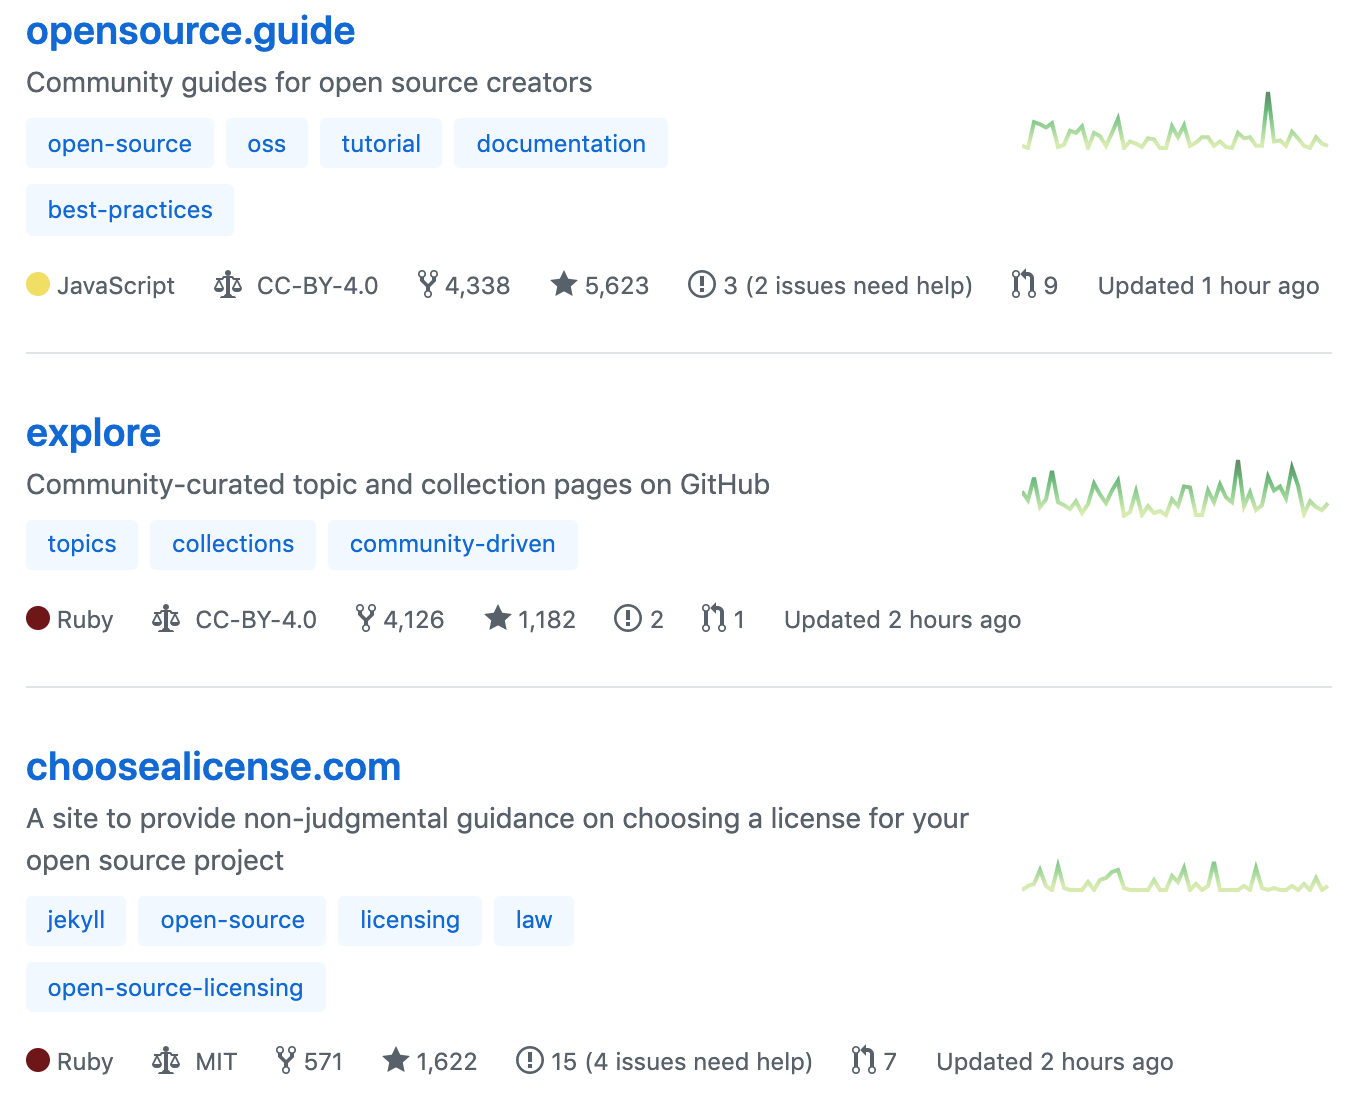 opensource.guide
Community guides for open source creators
open-source oss tutorial documentation
best-practices
JavaScript CC-BY-4.0 4,338 5,623 3 (2 issues need help) 9 Updated 1 hour ago
explore
Community-curated topic and collection pages on GitHub
topics collections community-driven
Ruby CC-BY-4.0 4,126 1,182 2 1 Updated 2 hours ago
choosealicense.com
A site to provide non-judgmental guidance on choosing a license for your
open source project
jekyll open-source licensing law
open-source-licensing
Ruby MIT 571 1,622 15 (4 issues need help) 7 Updated 2 hours ago